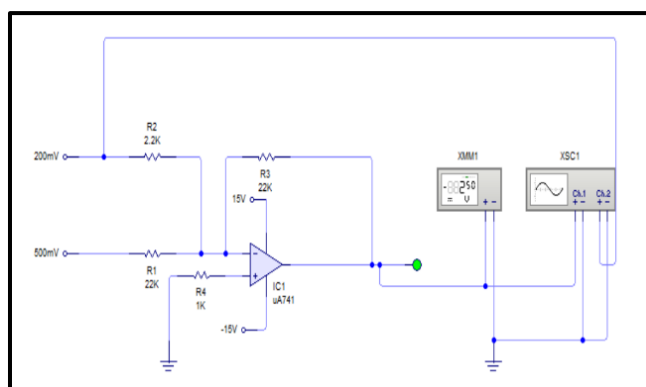 R2
2.2K
200mV
R3
22K
15V
500mV
R1
22K
R4
1K
IC1
uA741
-15V
XMM1
250
V
+ -
XSC1
Ch.1
Ch.2
+ -
+ -